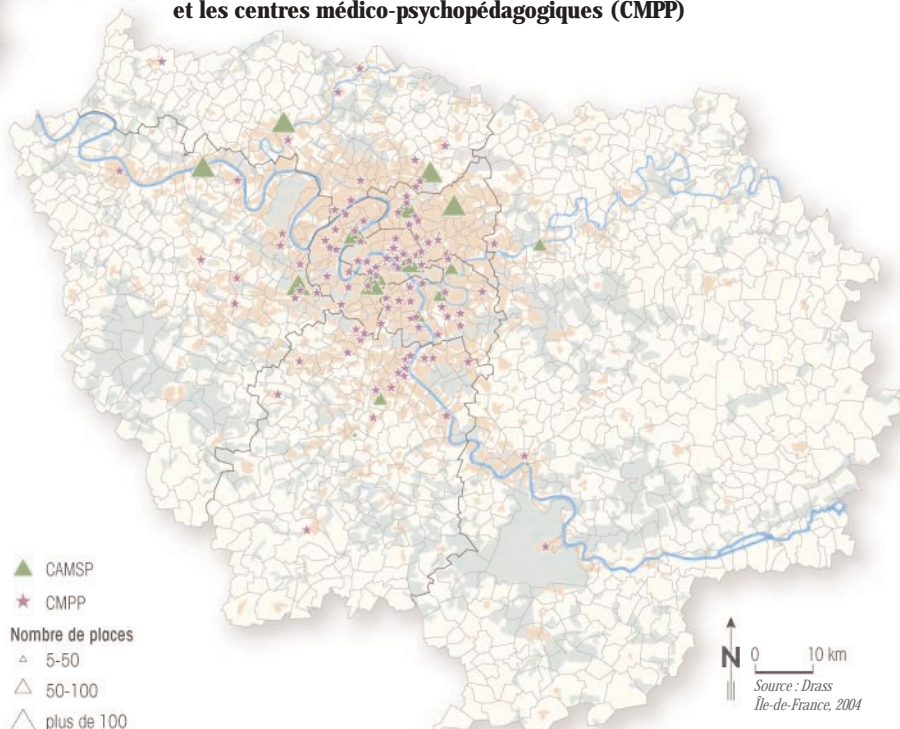 et les centres médico-psychopédagogiques (CMPP)
CAMSP
CMPP
Nombre de places
5-50
50-100
plus de 100
N
0 10 km
Source : Drass
Île-de-France, 2004